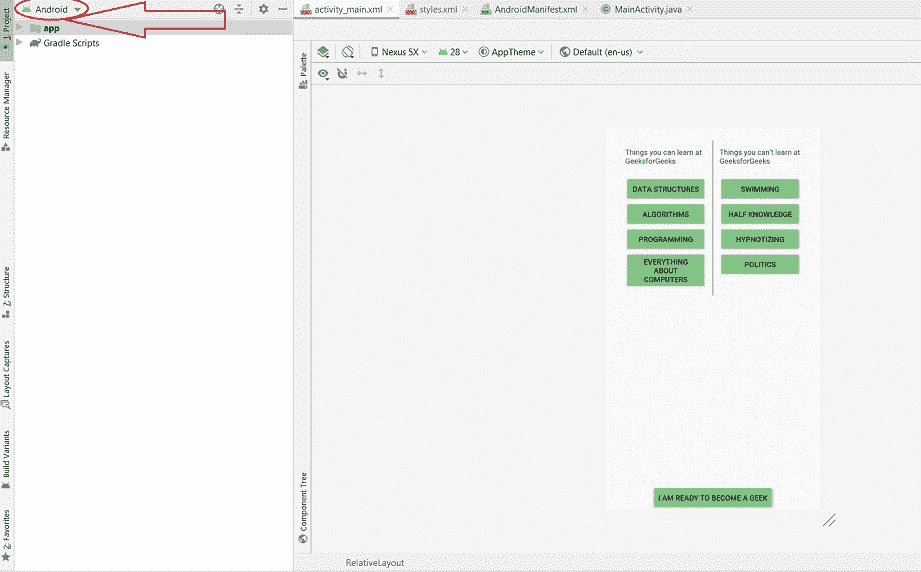 Android
app
Gradle Scripts
1: Project
Resource Manager
7: Structure
Layout Captures
Build Variants
2: Favorites
activity_main.xml
styles.xml
AndroidManifest.xml
MainActivity.java
Palette
Component Tree
Nexus 5X
28
AppTheme
Default (en-us)
Things you can learn at
GeeksforGeeks
DATA STRUCTURES
ALGORITHMS
PROGRAMMING
EVERYTHING
ABOUT
COMPUTERS
Things you can't learn at
GeeksforGeeks
SWIMMING
HALF KNOWLEDGE
HYPNOTIZING
POLITICS
I AM READY TO BECOME A GEEK
RelativeLayout